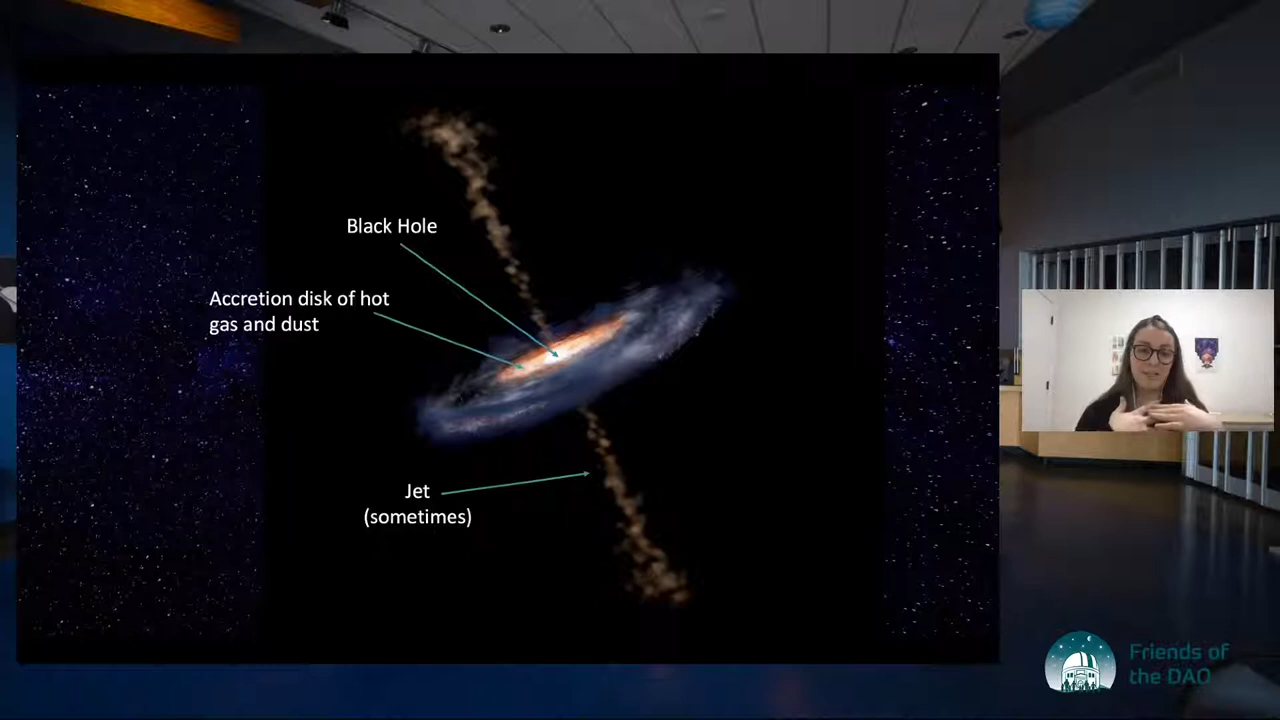 Black Hole
Accretion disk of hot
gas and dust
Jet
(sometimes)
Friends of
the DAO